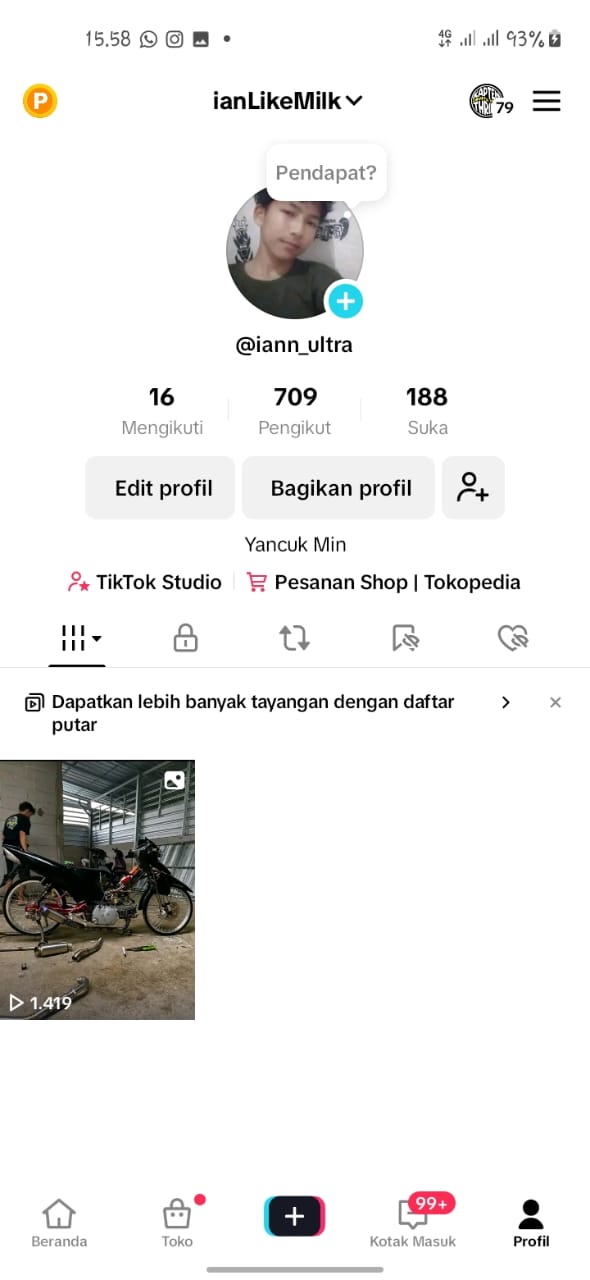 15.58
4G
93%
P
ianLikeMilk
KAPTEN
79
Pendapat?
@iann_ultra
16
709
188
Mengikuti
Pengikut
Suka
Edit profil
Bagikan profil
Yancuk Min
TikTok Studio
Pesanan Shop | Tokopedia
Dapatkan lebih banyak tayangan dengan daftar
putar
1.419
99+
Beranda
Toko
Kotak Masuk
Profil